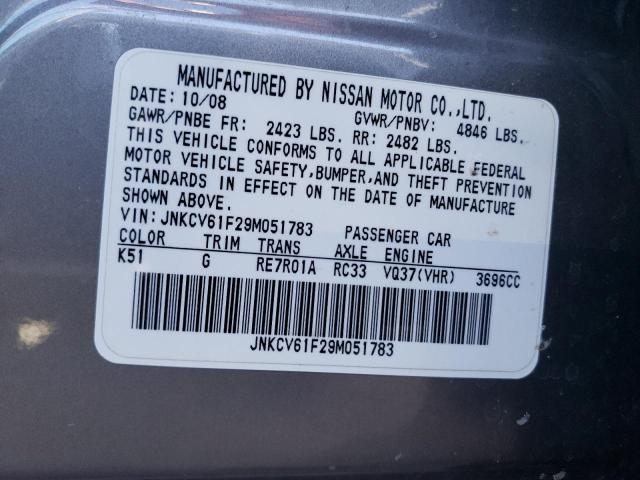 MANUFACTURED BY NISSAN MOTOR CO.,LTD.
DATE: 10/08 GVWR/PNBV: 4846 LBS.
GAWR/PNBE FR: 2423 LBS. RR: 2482 LBS.
THIS VEHICLE CONFORMS TO ALL APPLICABLE FEDERAL
MOTOR VEHICLE SAFETY,BUMPER,AND THEFT PREVENTION
STANDARDS IN EFFECT ON THE DATE OF MANUFACTURE
SHOWN ABOVE.
VIN: JNKCV61F29M051783 PASSENGER CAR
COLOR TRIM TRANS AXLE ENGINE
K51 G RE7R01A RC33 VQ37(VHR) 3696CC
JNKCV61F29M051783